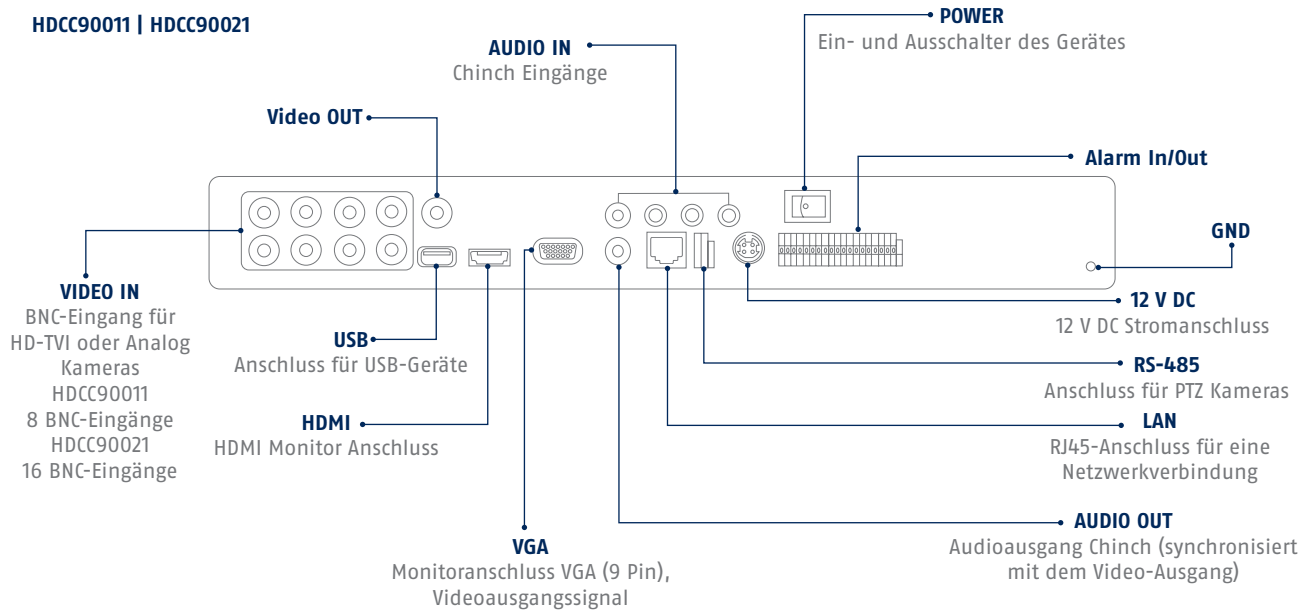 HDCC90011 | HDCC90021
POWER
Ein- und Ausschalter des Gerätes
AUDIO IN
Chinch Eingänge
Video OUT
Alarm In/Out
GND
VIDEO IN
BNC-Eingang für
HD-TVI oder Analog
Kameras
HDCC90011
8 BNC-Eingänge
HDCC90021
16 BNC-Eingänge
USB
Anschluss für USB-Geräte
HDMI
HDMI Monitor Anschluss
VGA
Monitoranschluss VGA (9 Pin),
Videoausgangssignal
12 V DC
12 V DC Stromanschluss
RS-485
Anschluss für PTZ Kameras
LAN
RJ45-Anschluss für eine
Netzwerkverbindung
AUDIO OUT
Audioausgang Chinch (synchronisiert
mit dem Video-Ausgang)